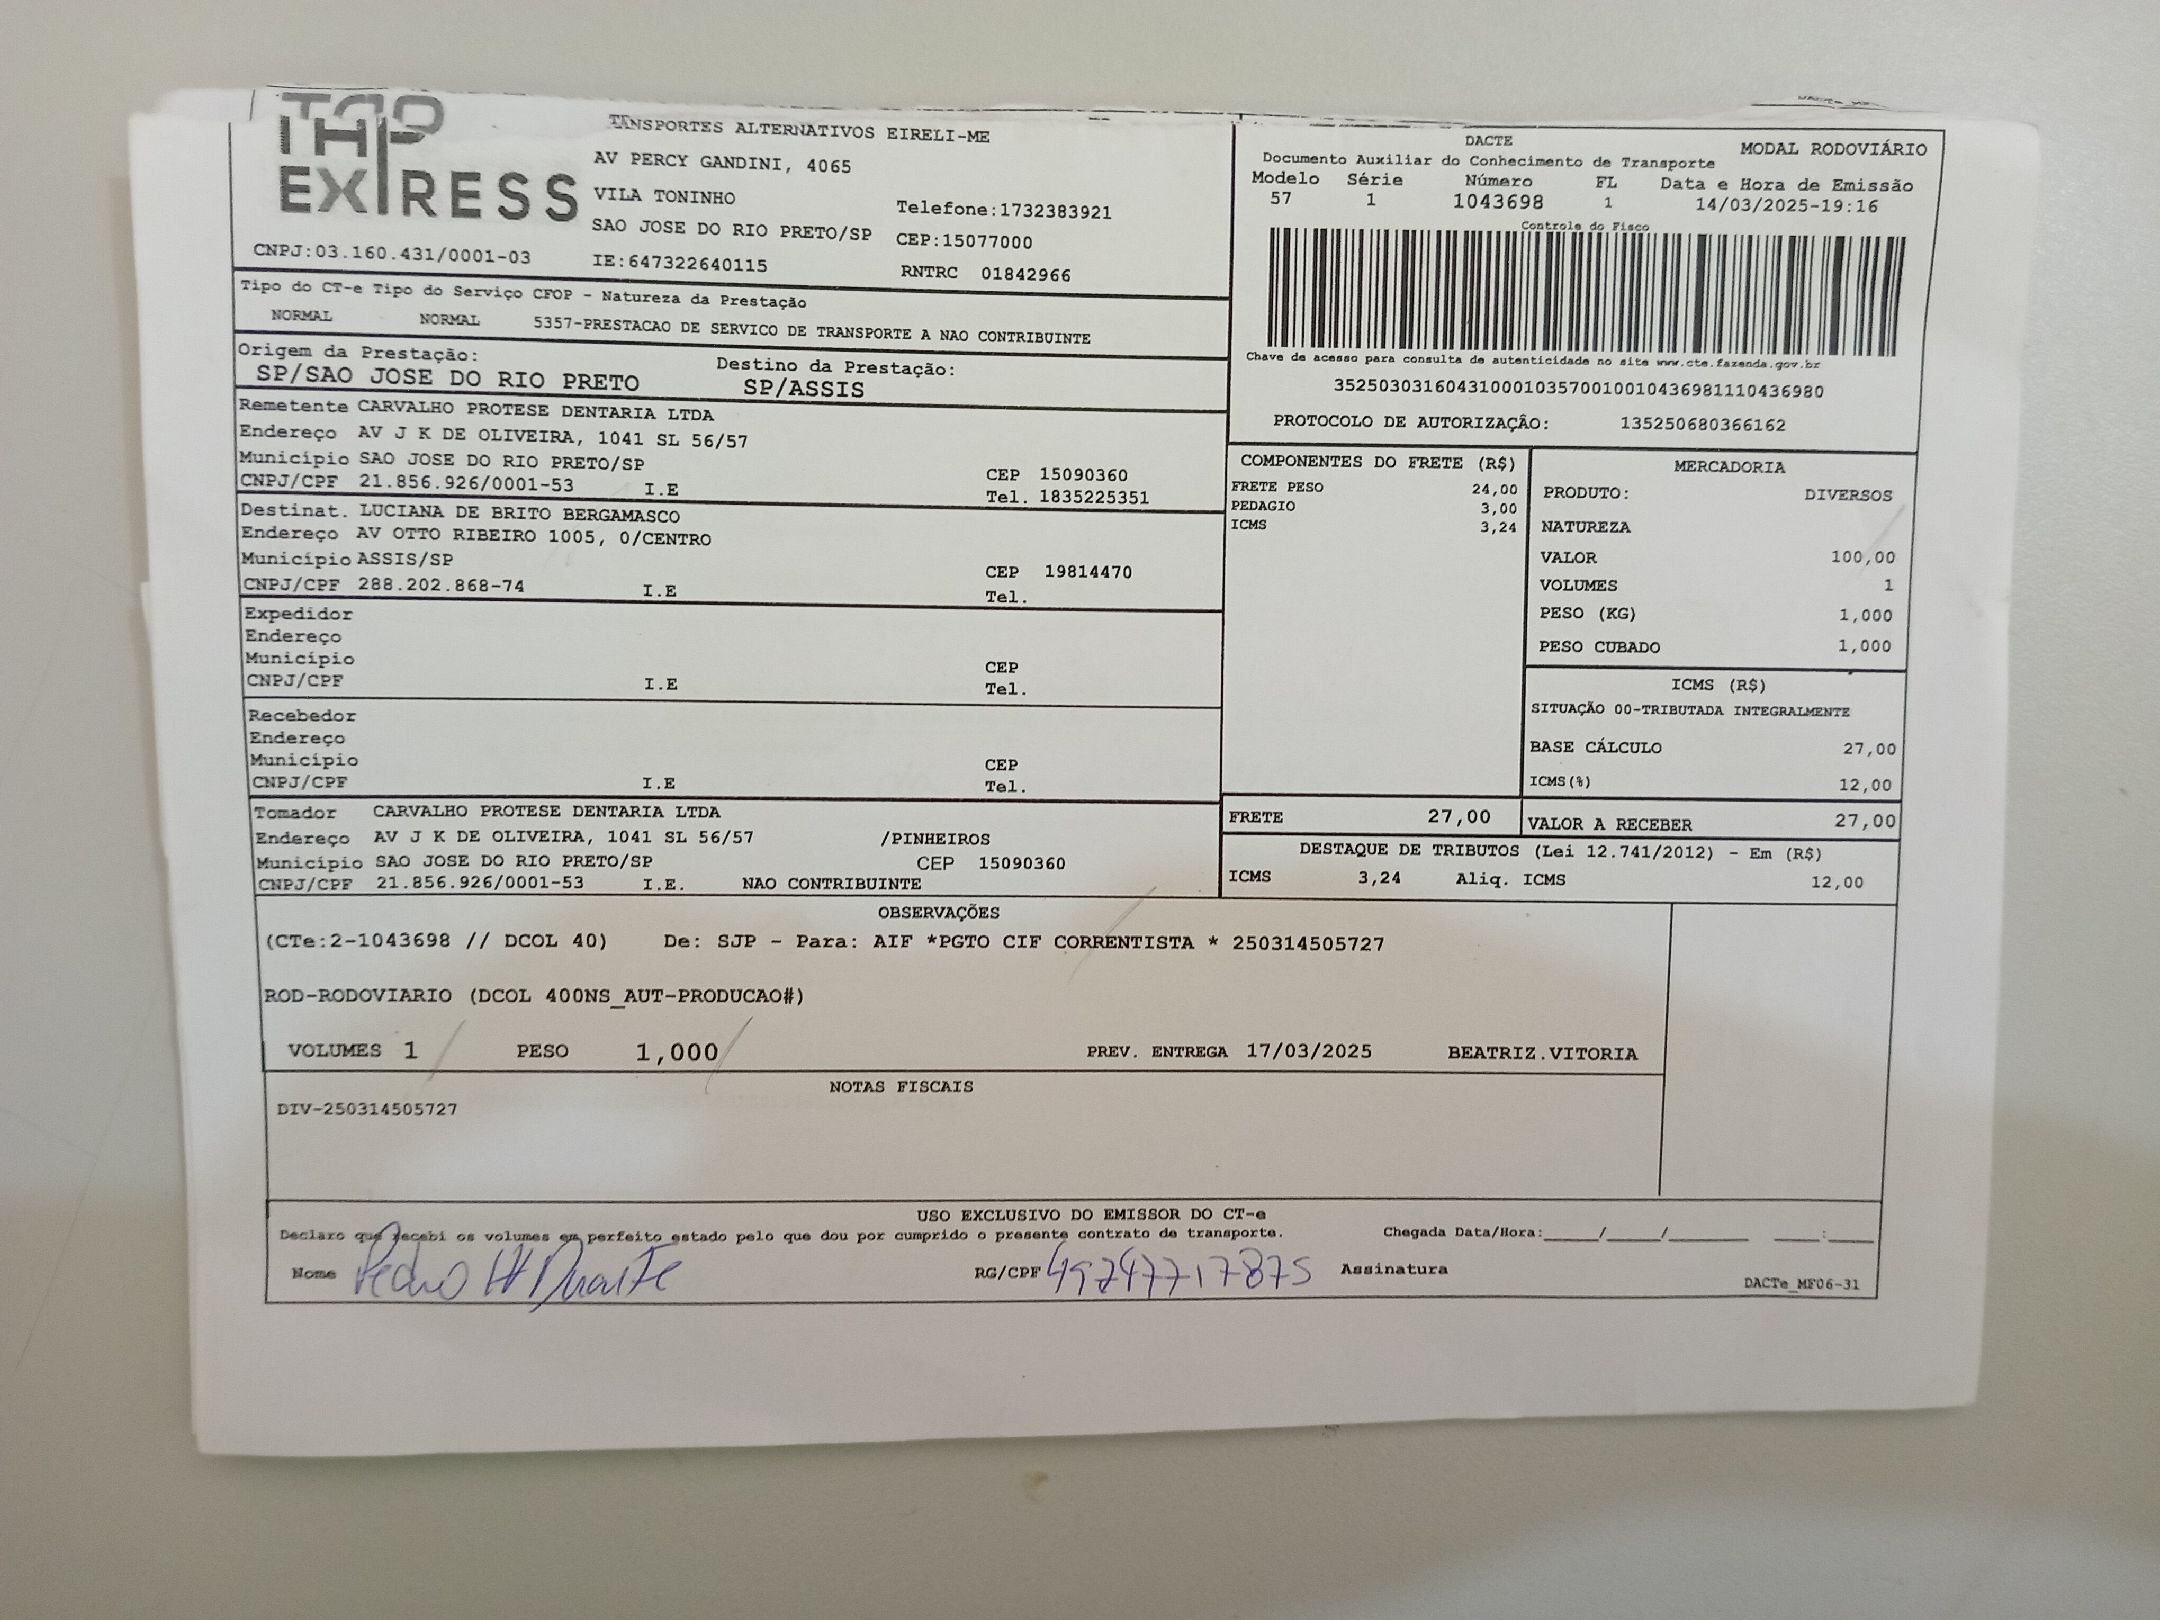 EXPRESS
TANSPORTES ALTERNATIVOS EIRELI-ME
AV PERCY GANDINI, 4065
VILA TONINHO
Telefone:1732383921
SAO JOSE DO RIO PRETO/SP CEP:15077000
CNPJ:03.160.431/0001-03 IE:647322640115 RNTRC 01842966
DACTE MODAL RODOVIÁRIO
Documento Auxiliar do Conhecimento de Transporte
Modelo Série Número FL Data e Hora de Emissão
57 1 1043698 1 14/03/2025-19:16
Controle do Fisco
Chave de acesso para consulta de autenticidade no site www.cte.fazenda.gov.br
35250303160431000103570010010436981110436980
PROTOCOLO DE AUTORIZAÇÂO: 135250680366162
Tipo do CT-e Tipo do Serviço CFOP - Natureza da Prestação
NORMAL NORMAL 5357-PRESTACAO DE SERVICO DE TRANSPORTE A NAO CONTRIBUINTE
Origem da Prestação: Destino da Prestação:
SP/SAO JOSE DO RIO PRETO SP/ASSIS
Remetente CARVALHO PROTESE DENTARIA LTDA
Endereço AV J K DE OLIVEIRA, 1041 SL 56/57
Município SAO JOSE DO RIO PRETO/SP CEP 15090360
CNPJ/CPF 21.856.926/0001-53 I.E Tel. 1835225351
Destinat. LUCIANA DE BRITO BERGAMASCO
Endereço AV OTTO RIBEIRO 1005, 0/CENTRO
Município ASSIS/SP CEP 19814470
CNPJ/CPF 288.202.868-74 I.E Tel.
Expedidor
Endereço
Município CEP
CNPJ/CPF I.E Tel.
Recebedor
Endereço
Município CEP
CNPJ/CPF I.E Tel.
Tomador CARVALHO PROTESE DENTARIA LTDA
Endereço AV J K DE OLIVEIRA, 1041 SL 56/57 /PINHEIROS
Município SAO JOSE DO RIO PRETO/SP CEP 15090360
CNPJ/CPF 21.856.926/0001-53 I.E. NAO CONTRIBUINTE
COMPONENTES DO FRETE (R$)
FRETE PESO 24,00
PEDAGIO 3,00
ICMS 3,24
MERCADORIA
PRODUTO: DIVERSOS
NATUREZA
VALOR 100,00
VOLUMES 1
PESO (KG) 1,000
PESO CUBADO 1,000
ICMS (R$)
SITUAÇÃO 00-TRIBUTADA INTEGRALMENTE
BASE CÁLCULO 27,00
ICMS(%) 12,00
FRETE 27,00 VALOR A RECEBER 27,00
DESTAQUE DE TRIBUTOS (Lei 12.741/2012) - Em (R$)
ICMS 3,24 Aliq. ICMS 12,00
OBSERVAÇÕES
(CTe:2-1043698 // DCOL 40) De: SJP - Para: AIF *PGTO CIF CORRENTISTA * 250314505727
ROD-RODOVIARIO (DCOL 400NS_AUT-PRODUCAO#)
VOLUMES 1 PESO 1,000 PREV. ENTREGA 17/03/2025 BEATRIZ.VITORIA
NOTAS FISCAIS
DIV-250314505727
USO EXCLUSIVO DO EMISSOR DO CT-e
Declaro que recebi os volumes em perfeito estado pelo que dou por cumprido o presente contrato de transporte. Chegada Data/Hora:_____/_____/_______ ____:____
Nome Pedro H Duarte RG/CPF 49747717875 Assinatura
DACTe_MF06-31